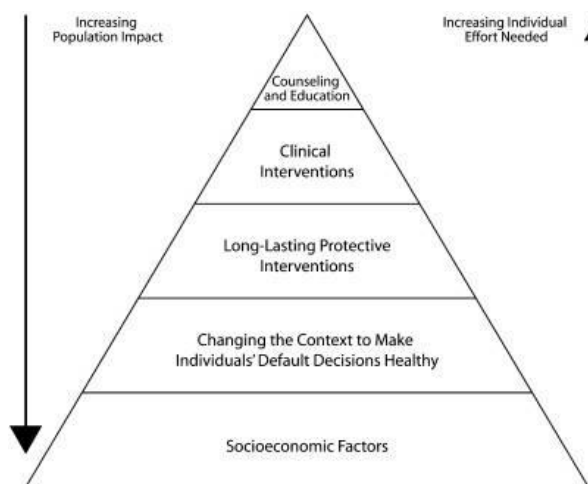 Increasing
Population Impact
Increasing Individual
Effort Needed
Counseling
and Education
Clinical
Interventions
Long-Lasting Protective
Interventions
Changing the Context to Make
Individuals' Default Decisions Healthy
Socioeconomic Factors